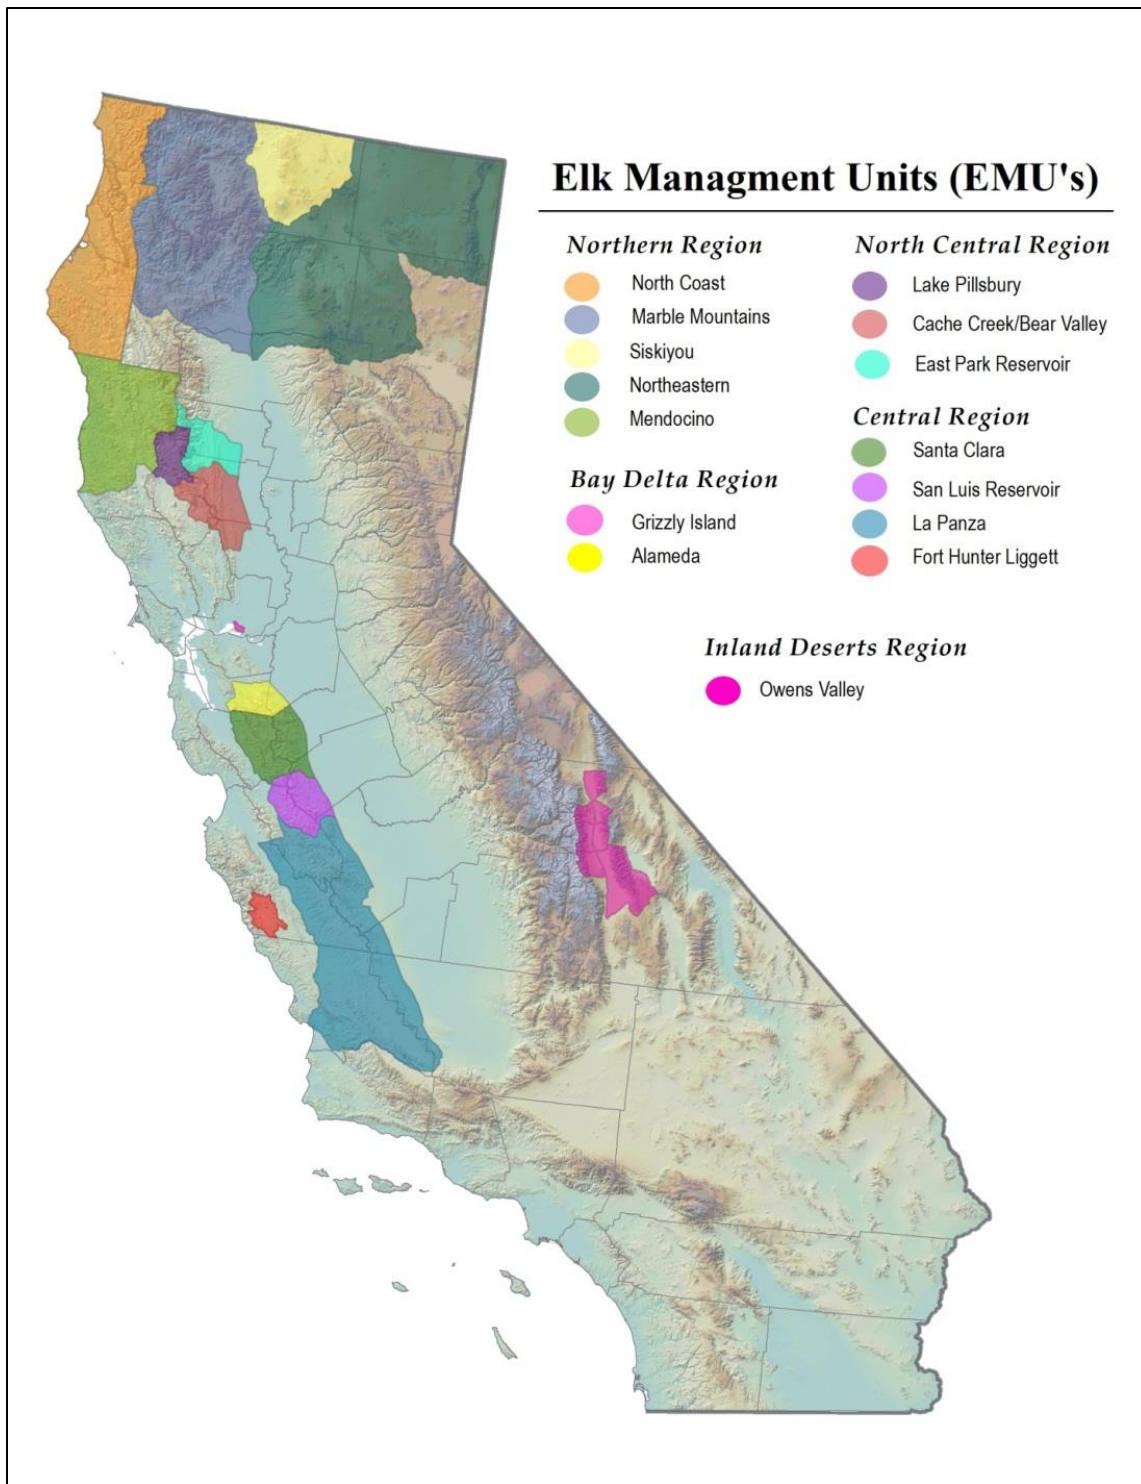 Elk Managment Units (EMU's)
Northern Region
North Coast
Marble Mountains
Siskiyou
Northeastern
Mendocino
Bay Delta Region
Grizzly Island
Alameda
North Central Region
Lake Pillsbury
Cache Creek/Bear Valley
East Park Reservoir
Central Region
Santa Clara
San Luis Reservoir
La Panza
Fort Hunter Liggett
Inland Deserts Region
Owens Valley